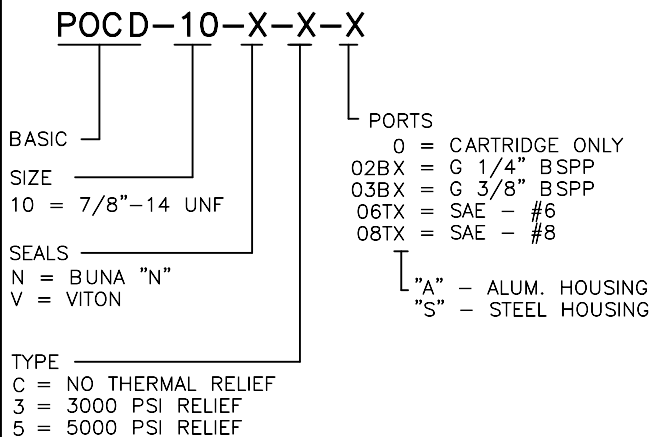 POCD-10-X-X-X
BASIC
SIZE
10 = 7/8"-14 UNF
SEALS
N = BUNA "N"
V = VITON
TYPE
C = NO THERMAL RELIEF
3 = 3000 PSI RELIEF
5 = 5000 PSI RELIEF
PORTS
0 = CARTRIDGE ONLY
02BX = G 1/4" BSPP
03BX = G 3/8" BSPP
06TX = SAE - #6
08TX = SAE - #8
"A" - ALUM. HOUSING
"S" - STEEL HOUSING